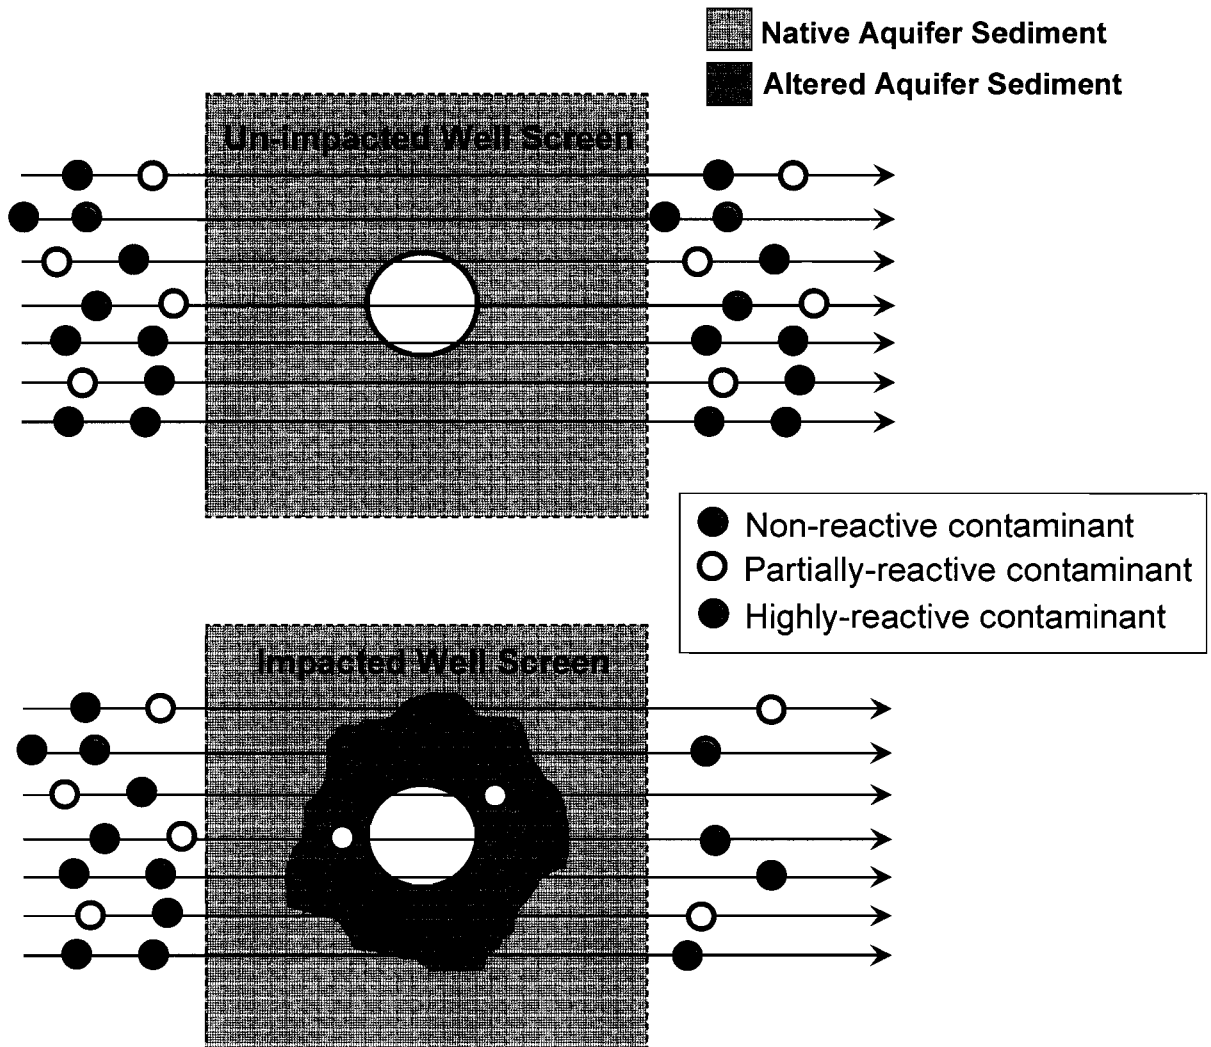 Native Aquifer Sediment
Altered Aquifer Sediment
Un-impacted Well Screen
Non-reactive contaminant
Partially-reactive contaminant
Highly-reactive contaminant
Impacted Well Screen